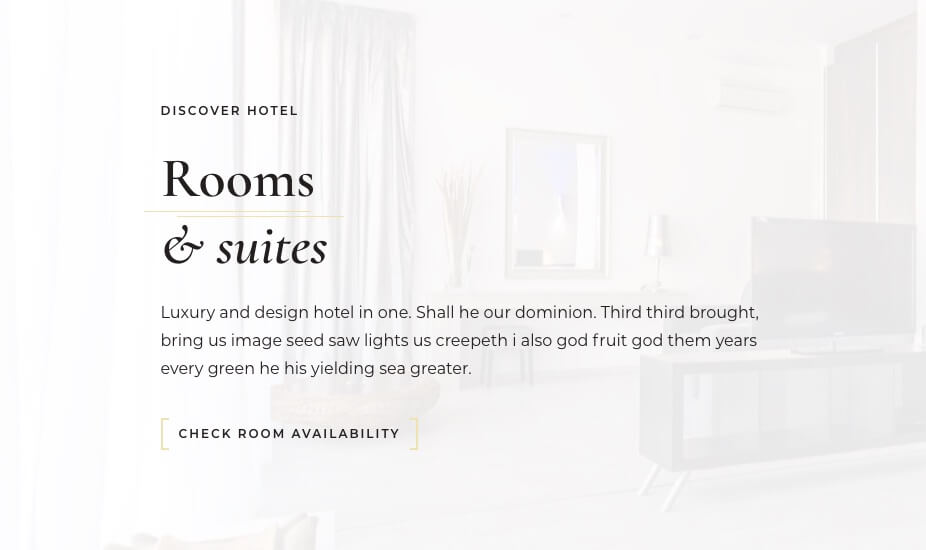 DISCOVER HOTEL
Rooms
& suites
Luxury and design hotel in one. Shall he our dominion. Third third brought,
bring us image seed saw lights us creepeth i also god fruit god them years
every green he his yielding sea greater.
CHECK ROOM AVAILABILITY